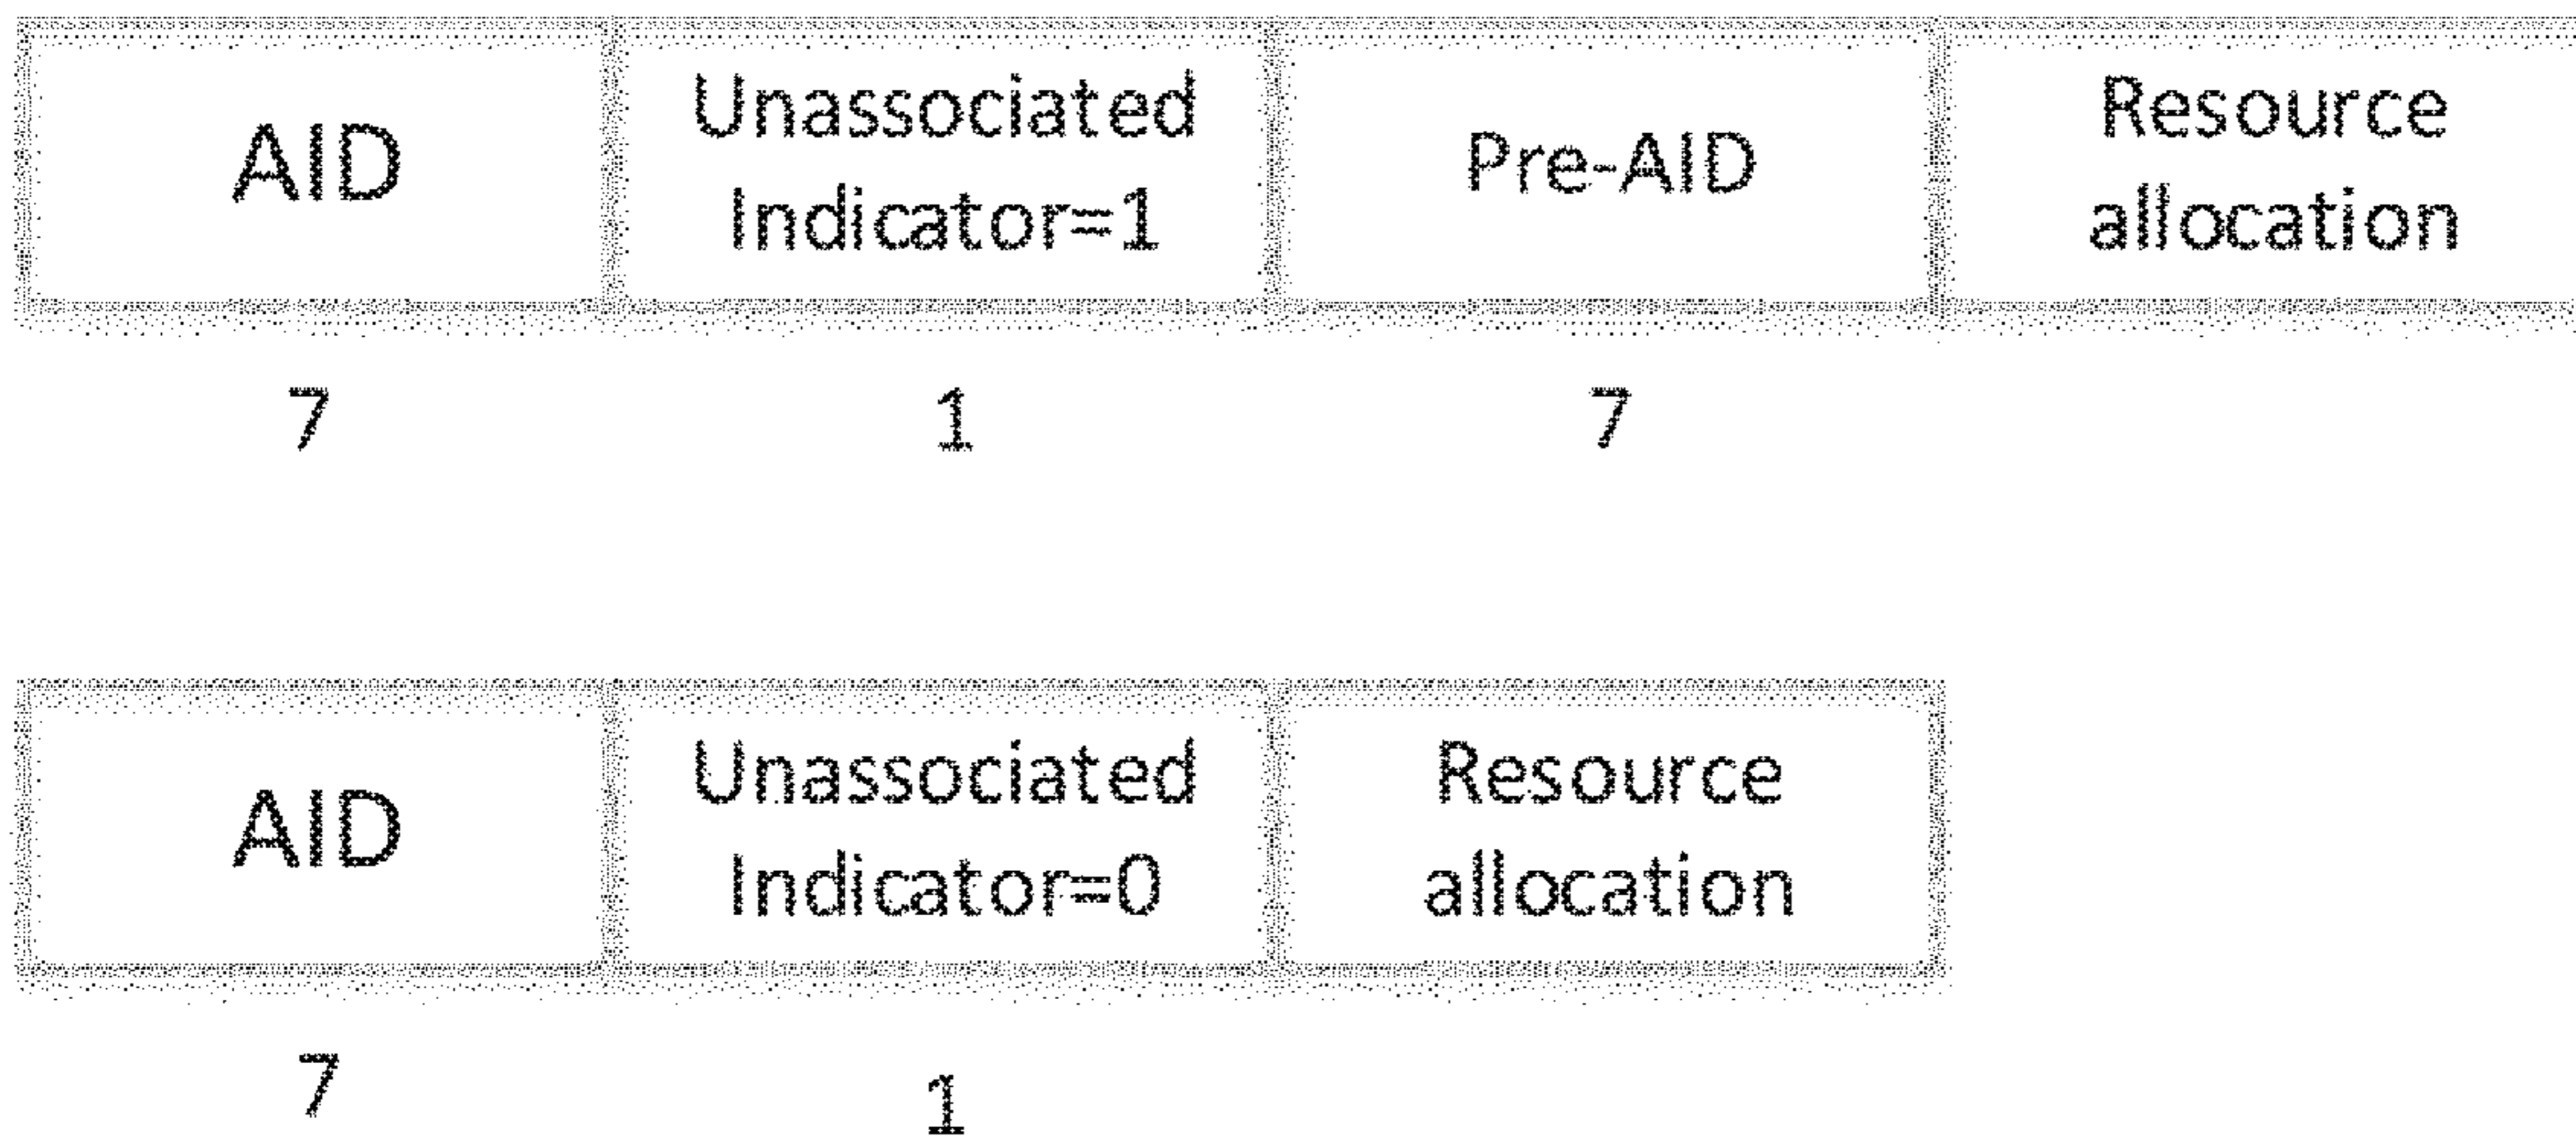 AID
Unassociated
Indicator=1
Pre-AID
Resource
allocation
7
1
7
AID
Unassociated
Indicator=0
Resource
allocation
7
1